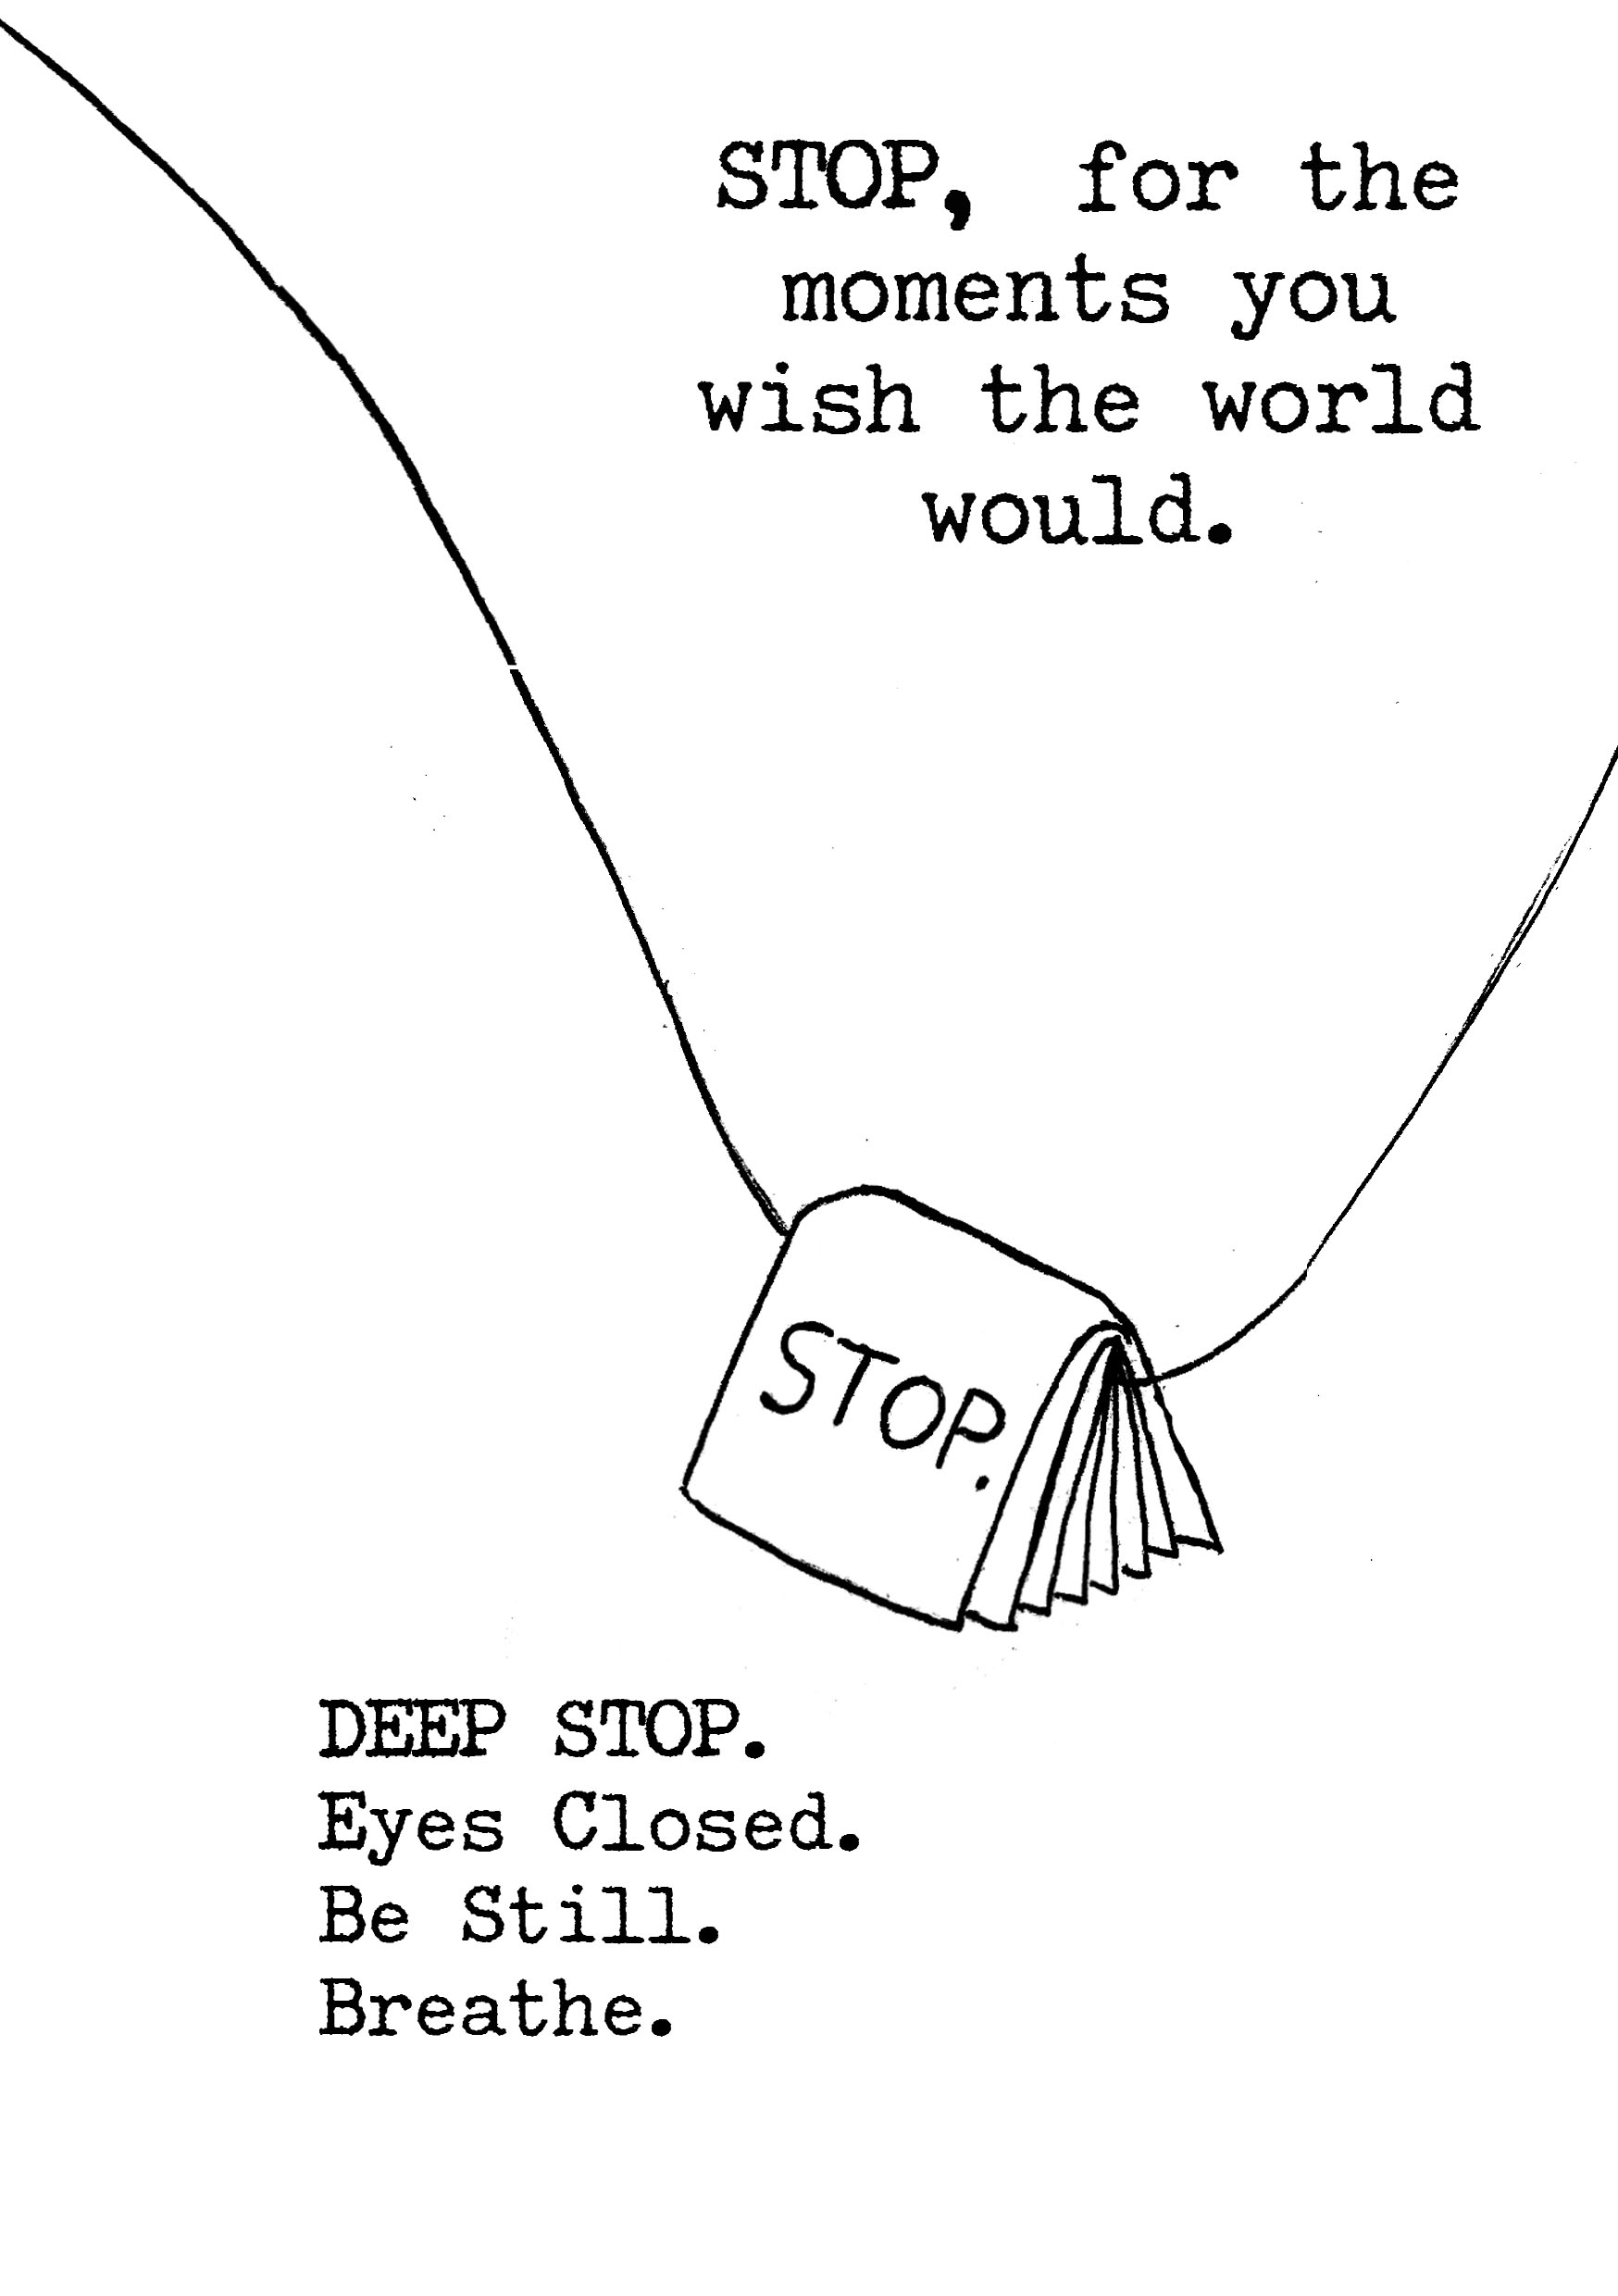 STOP, for the
moments you
wish the world
would.
STOP.
DEEP STOP.
Eyes Closed.
Be Still.
Breathe.